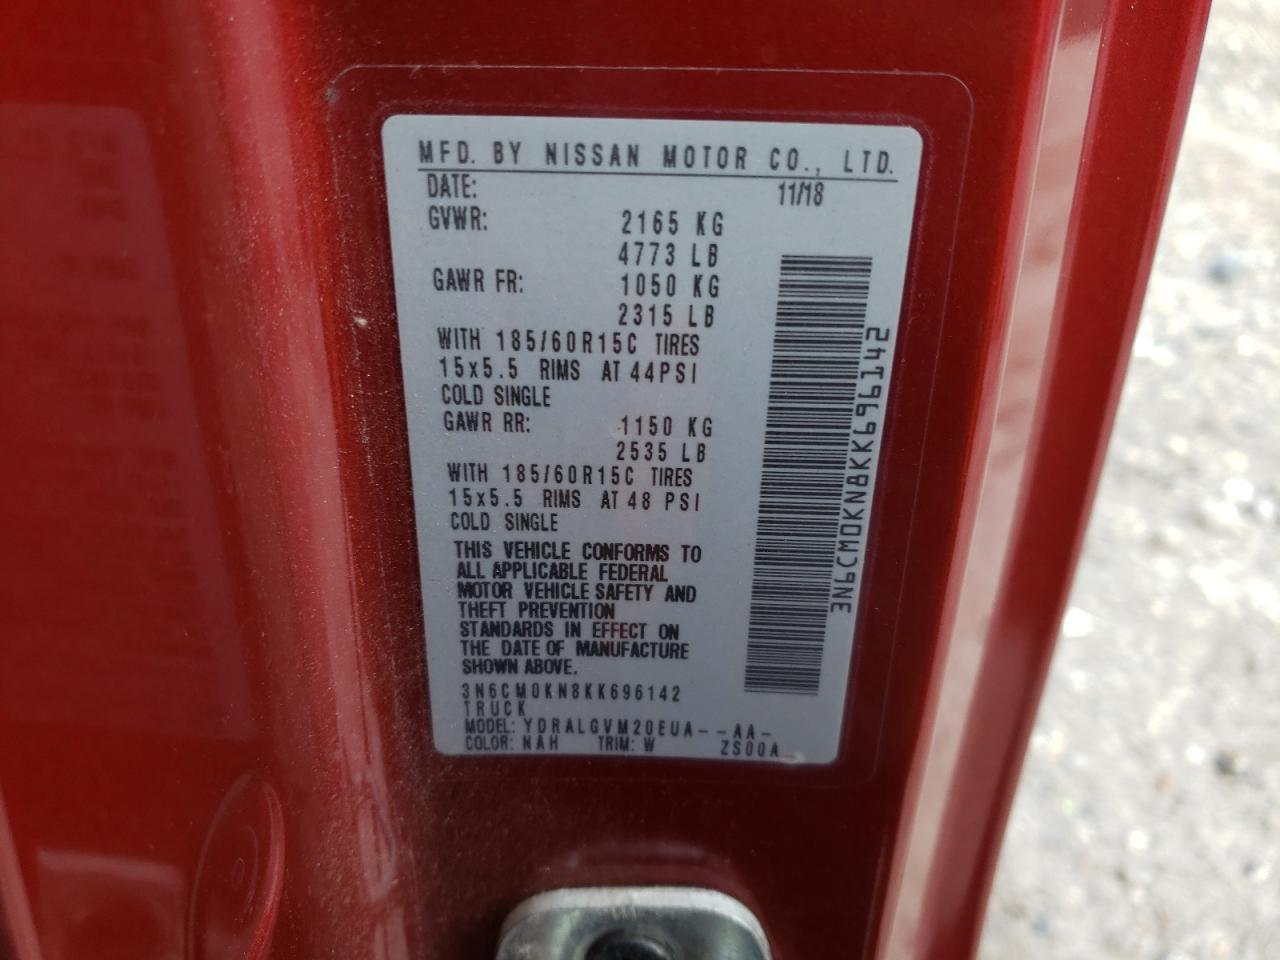 MFD. BY NISSAN MOTOR CO., LTD.
DATE: 11/18
GVWR: 2165 KG
4773 LB
GAWR FR: 1050 KG
2315 LB
WITH 185/60R15C TIRES
15x5.5 RIMS AT 44PSI
COLD SINGLE
GAWR RR: 1150 KG
2535 LB
WITH 185/60R15C TIRES
15x5.5 RIMS AT 48 PSI
COLD SINGLE
THIS VEHICLE CONFORMS TO
ALL APPLICABLE FEDERAL
MOTOR VEHICLE SAFETY AND
THEFT PREVENTION
STANDARDS IN EFFECT ON
THE DATE OF MANUFACTURE
SHOWN ABOVE.
3N6CM0KN8KK696142
TRUCK
MODEL: YDRALGVM20EUA--AA-
COLOR: NAH TRIM: W ZS00A
3N6CM0KN8KK696142